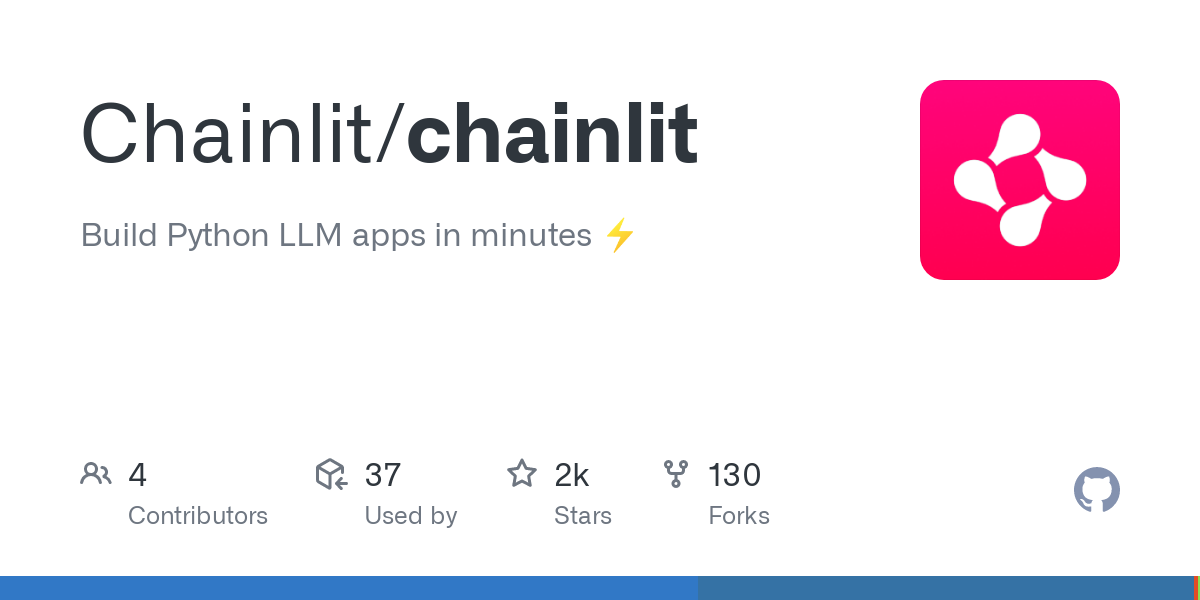 Chainlit/chainlit
Build Python LLM apps in minutes ⚡
4 37 2k 130
Contributors Used by Stars Forks